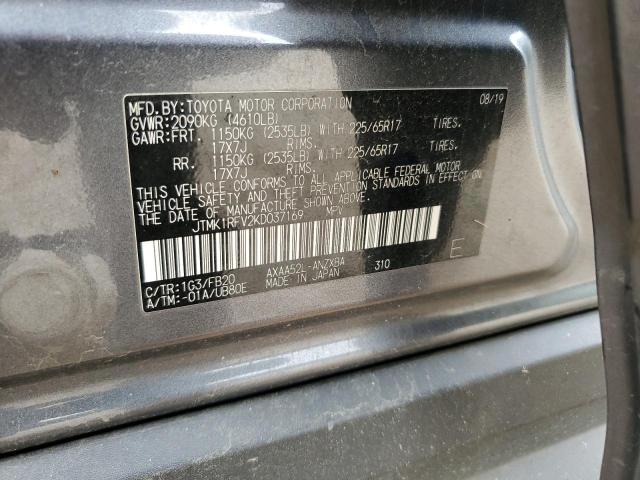 MFD. BY: TOYOTA MOTOR CORPORATION 08/19
GVWR: 2090KG (4610LB)
GAWR: FRT. 1150KG (2535LB) WITH 225/65R17 TIRES.
17X7J RIMS.
RR. 1150KG (2535LB) WITH 225/65R17 TIRES.
17X7J RIMS.
THIS VEHICLE CONFORMS TO ALL APPLICABLE FEDERAL MOTOR
VEHICLE SAFETY AND THEFT PREVENTION STANDARDS IN EFFECT ON
THE DATE OF MANUFACTURE SHOWN ABOVE.
JTMK1RFV2KD037169 MPV
C/TR: 1G3/FB20 AXAA52L-ANZXBA 310
A/TM: -01A/UB80E MADE IN JAPAN
E